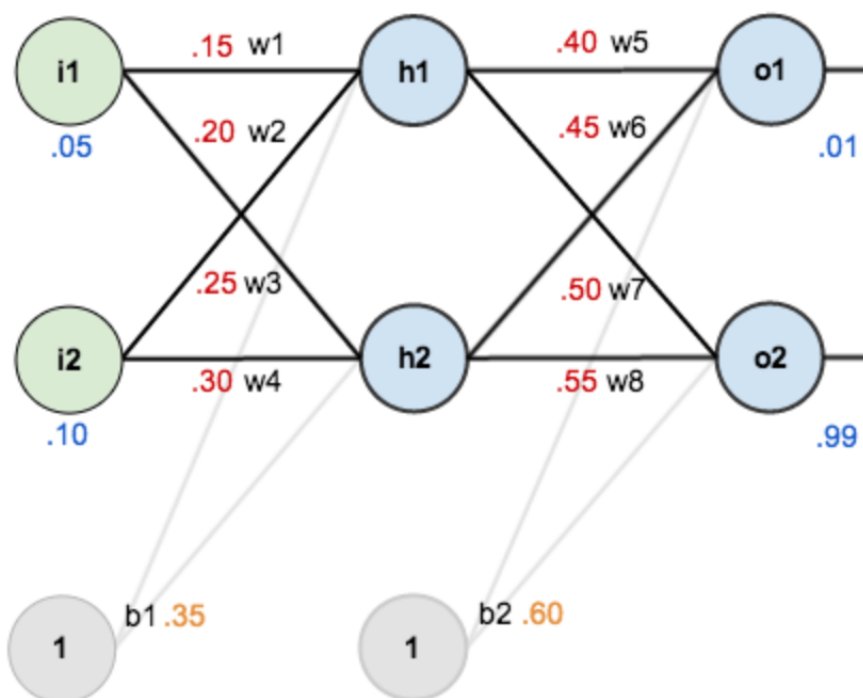 .15 w1
.40 w5
i1
h1
o1
.20 w2
.45 w6
.05
.01
.25 w3
.50 w7
i2
h2
o2
.30 w4
.55 w8
.10
.99
b1 .35
b2 .60
1
1